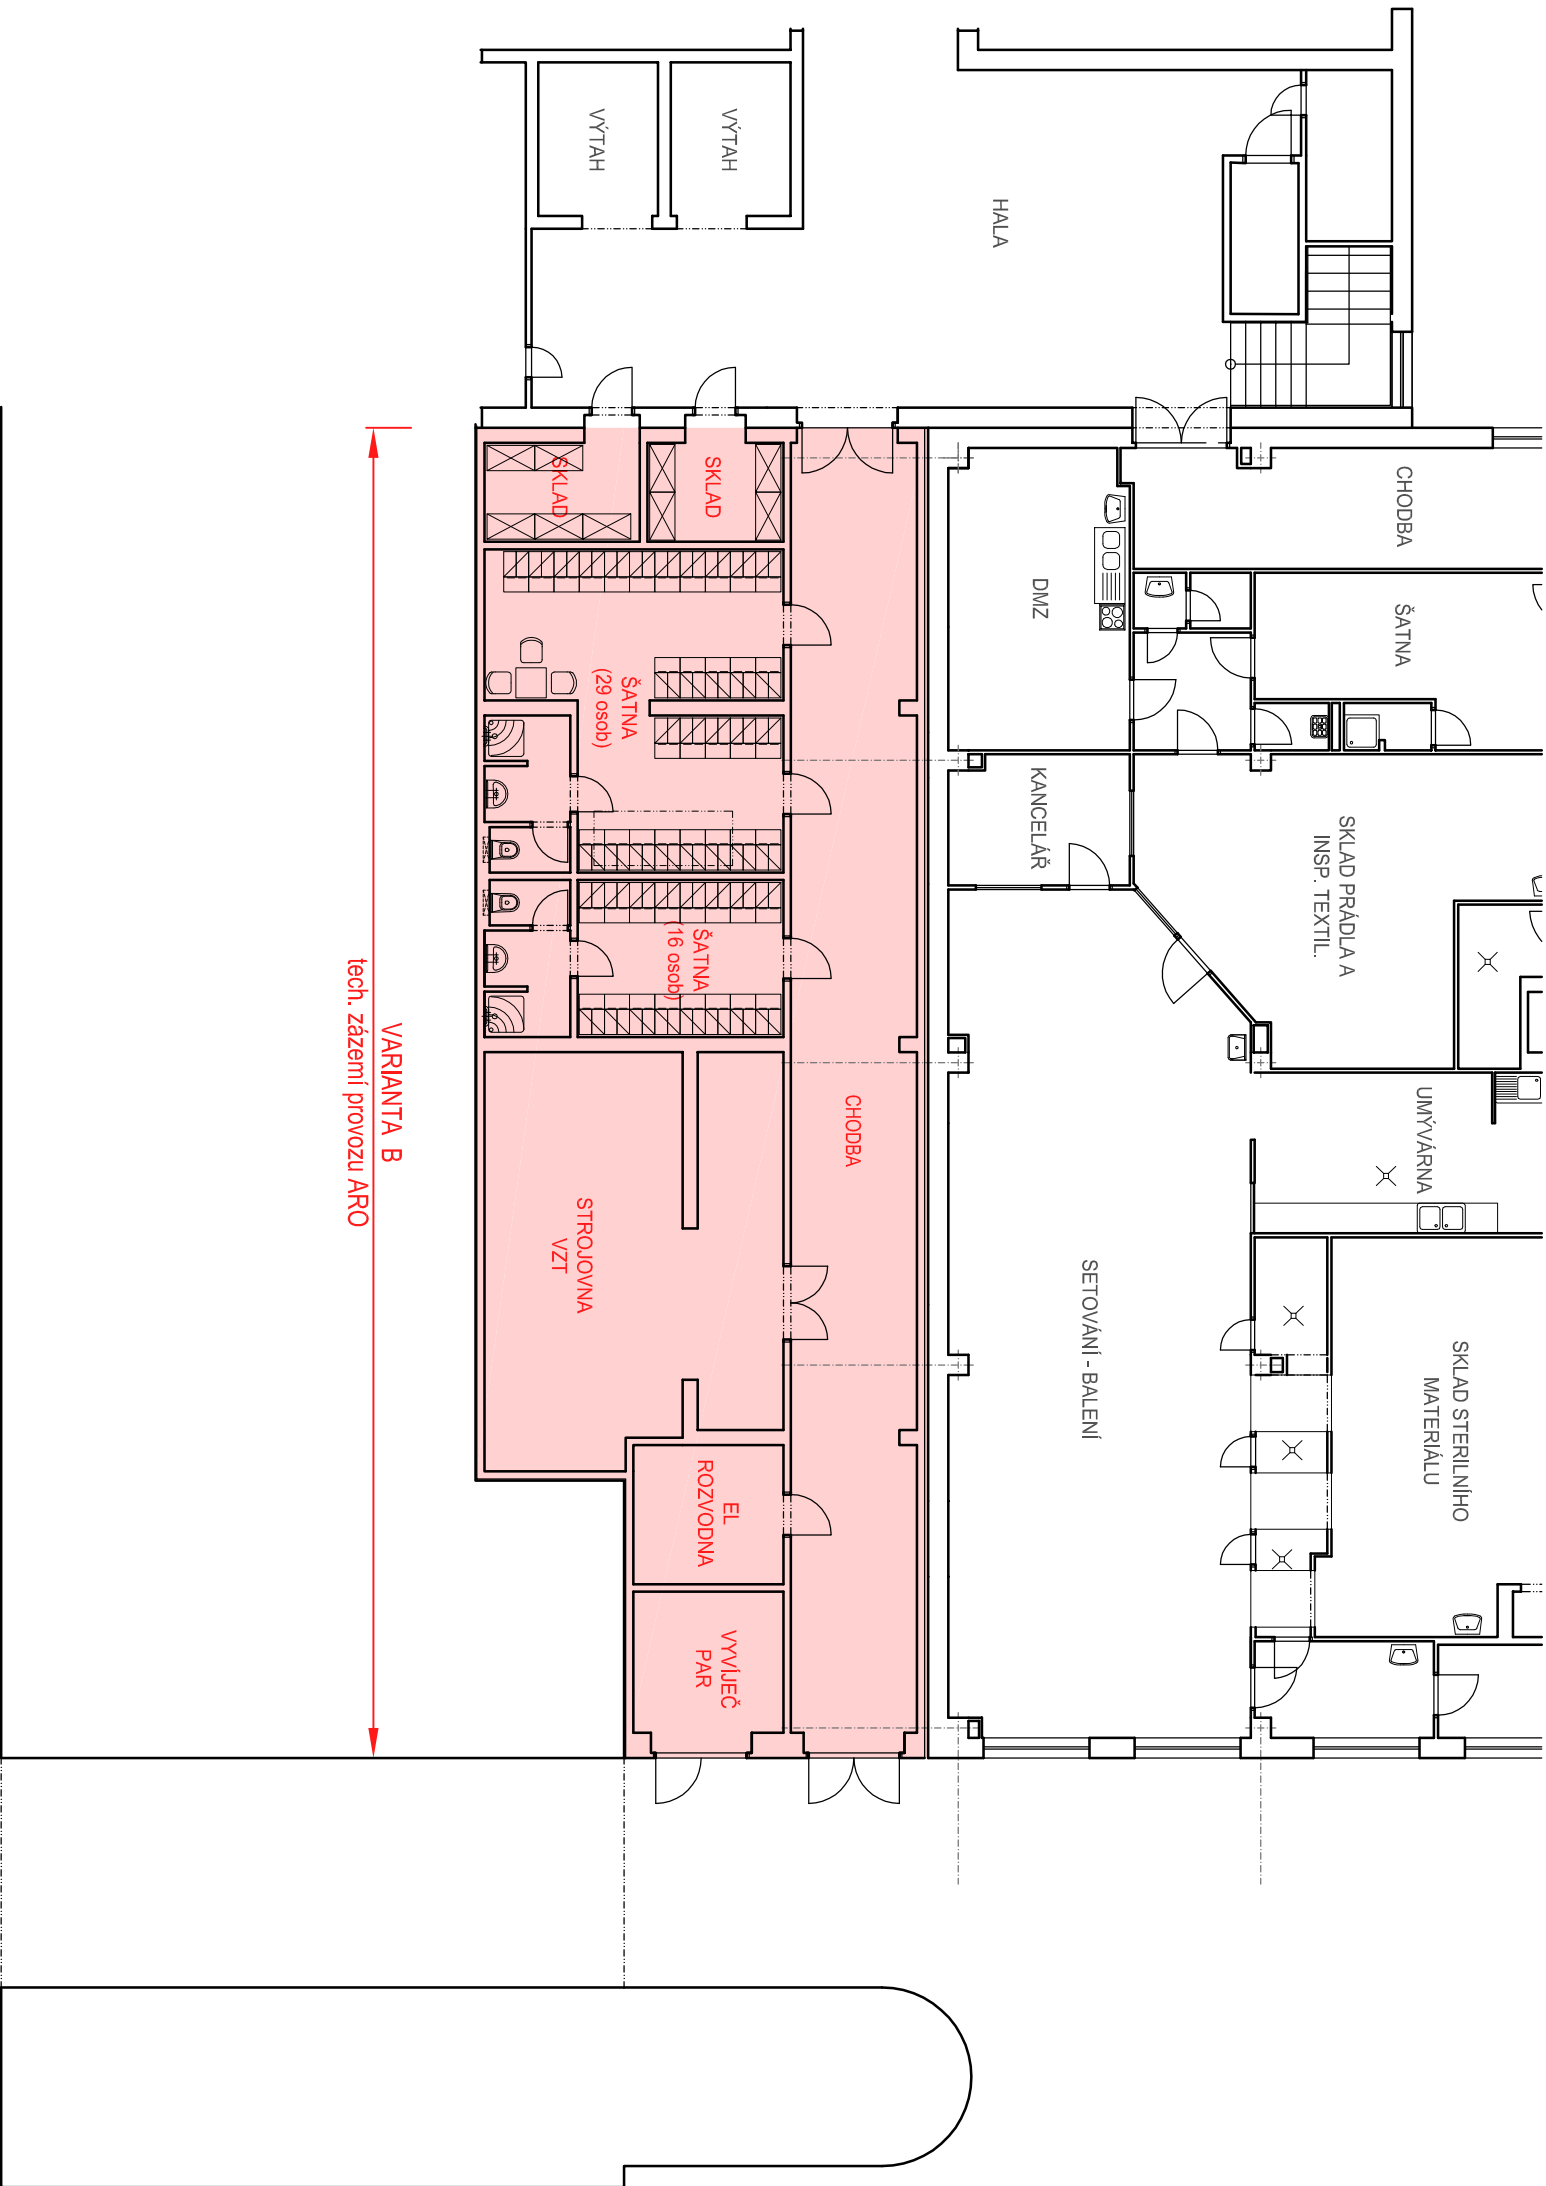 VÝTAH
VÝTAH
HALA
CHODBA
ŠATNA
DMZ
KANCELÁŘ
SKLAD PRÁDLA A
INSP. TEXTIL.
UMÝVÁRNA
SETOVÁNÍ - BALENÍ
SKLAD STERILNÍHO
MATERIÁLU
SKLAD
SKLAD
ŠATNA
(29 osob)
ŠATNA
(16 osob)
CHODBA
STROJOVNA
VZT
EL
ROZVODNA
VYVÍJEČ
PAR
VARIANTA B
tech. zázemí provozu ARO